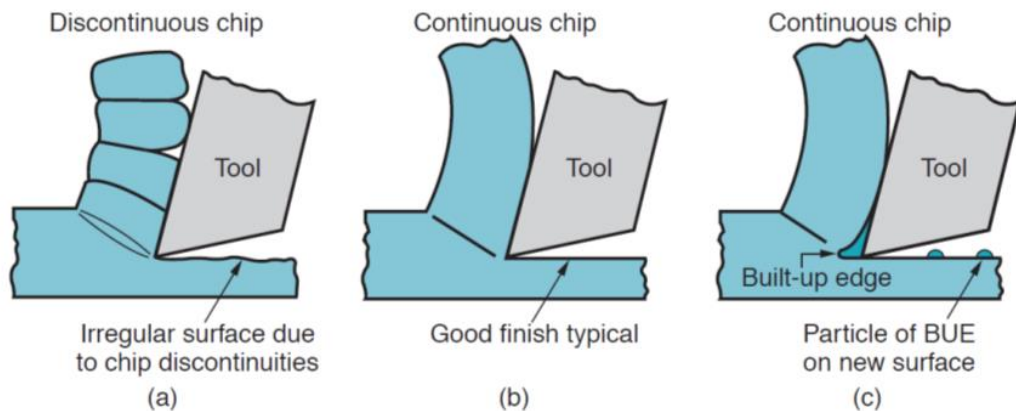 Discontinuous chip
Tool
Irregular surface due
to chip discontinuities
(a)
Continuous chip
Tool
Good finish typical
(b)
Continuous chip
Tool
Built-up edge
Particle of BUE
on new surface
(c)